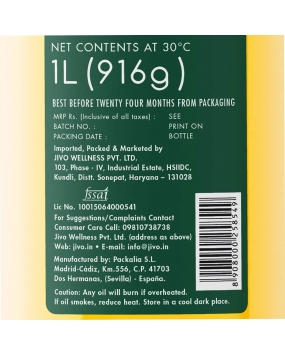 NET CONTENTS AT 30°C
1L (916g)
BEST BEFORE TWENTY FOUR MONTHS FROM PACKAGING
MRP Rs. (Inclusive of all taxes) : SEE
BATCH NO. : PRINT ON
PACKING DATE : BOTTLE
Imported, Packed & Marketed by
JIVO WELLNESS PVT. LTD.
103, Phase - IV, Industrial Estate, HSIIDC,
Kundli, Distt. Sonepat, Haryana – 131028
fssai
Lic No. 10015064000541
For Suggestions/Complaints Contact
Consumer Care Cell: 09810738738
Jivo Wellness Pvt. Ltd. (at above address)
Web@jivo.in • E-mail @ info@jivo.in
Manufactured by: Packalia S.L.
Madrid-Cádiz, Km.556, C.P. 41703
Dos Hermanas, (Sevilla) - España.
Caution: Any oil will burn if overheated.
If oil smokes, reduce heat. Store in a cool dark place.
8908000258549